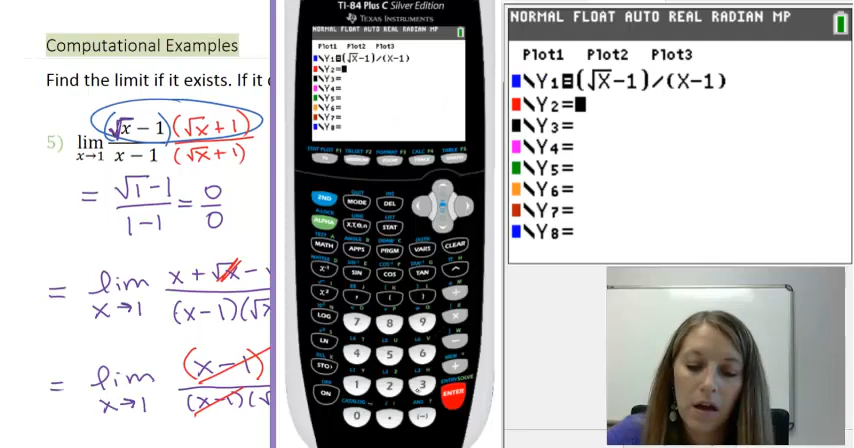 Computational Examples
Find the limit if it exists. If it
5) lim x→1 (√x − 1)(√x + 1) / x − 1 (√x + 1)
= √1 − 1 / 1 − 1 = 0 / 0
= lim x→1 x + √x − / (x − 1)(√x
= lim x→1 (x − 1) / (x − 1)(√
TI-84 Plus C Silver Edition
TEXAS INSTRUMENTS
NORMAL FLOAT AUTO REAL RADIAN MP
Plot1 Plot2 Plot3
\Y1=(√X−1)/(X−1)
\Y2=
\Y3=
\Y4=
\Y5=
\Y6=
\Y7=
\Y8=
2ND MODE DEL
ALPHA X,T,θ,n STAT
MATH APPS PRGM VARS CLEAR
x⁻¹ SIN COS TAN ^
x² , ( ) ÷
LOG 7 8 9 ×
LN 4 5 6 −
STO▸ 1 2 3 +
ON 0 . (−) ENTER
NORMAL FLOAT AUTO REAL RADIAN MP
Plot1 Plot2 Plot3
\Y1=(√X−1)/(X−1)
\Y2=
\Y3=
\Y4=
\Y5=
\Y6=
\Y7=
\Y8=